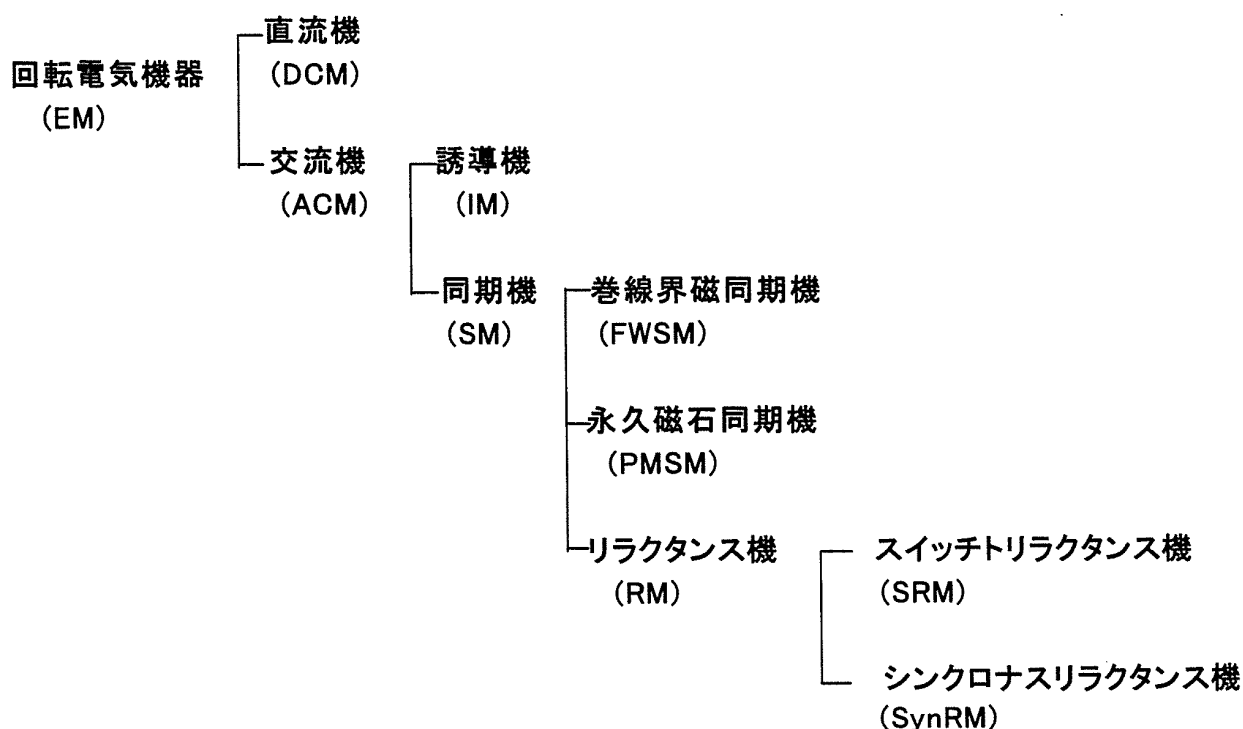 直流機
(DCM)
回転電気機器
(EM)
交流機
(ACM)
誘導機
(IM)
同期機
(SM)
巻線界磁同期機
(FWSM)
永久磁石同期機
(PMSM)
リラクタンス機
(RM)
スイッチトリラクタンス機
(SRM)
シンクロナスリラクタンス機
(SynRM)